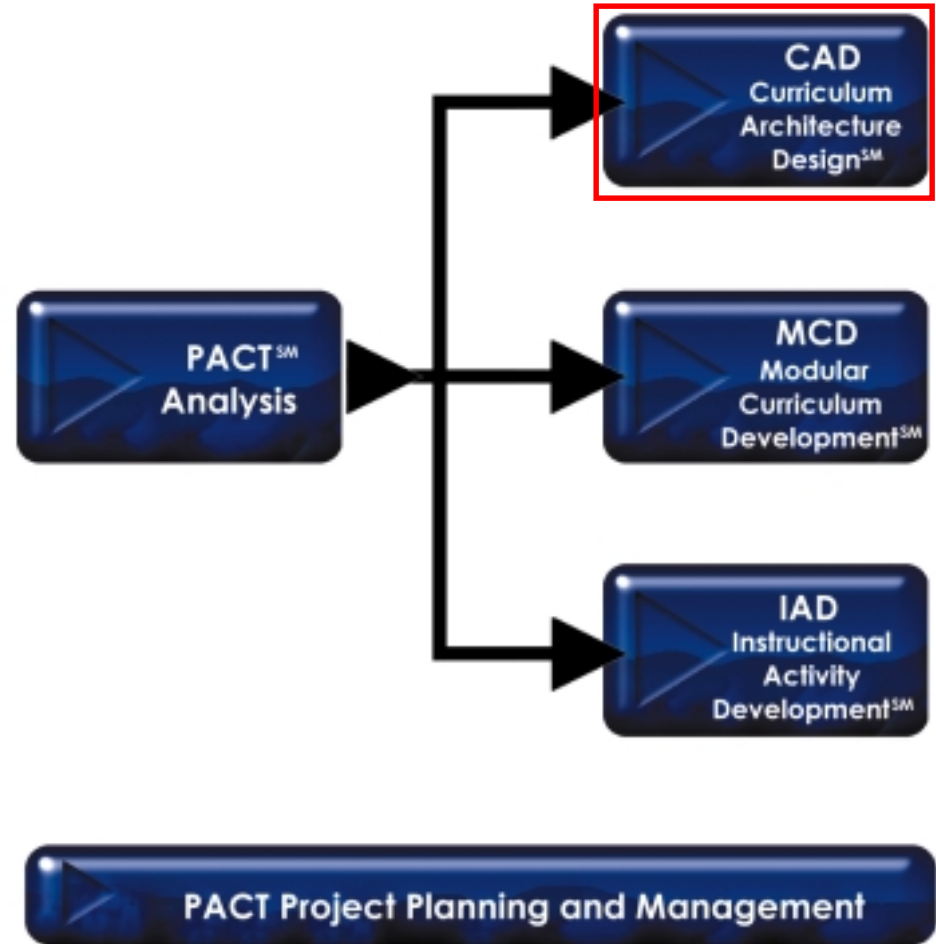 CAD
Curriculum
Architecture
Design℠
PACT℠
Analysis
MCD
Modular
Curriculum
Development℠
IAD
Instructional
Activity
Development℠
PACT Project Planning and Management